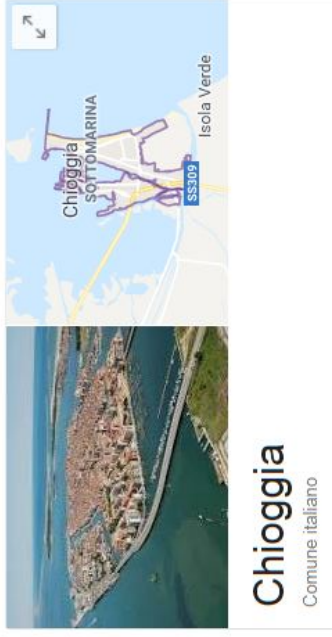 Chioggia
SOTTOMARINA
Isola Verde
SS309
Chioggia
Comune italiano